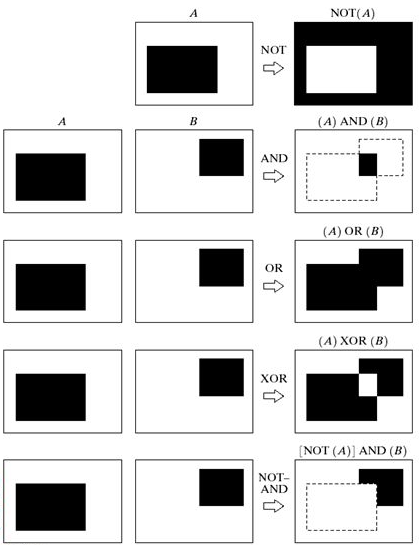 A
NOT(A)
NOT
A
B
(A) AND (B)
AND
(A) OR (B)
OR
(A) XOR (B)
XOR
[NOT (A)] AND (B)
NOT–
AND